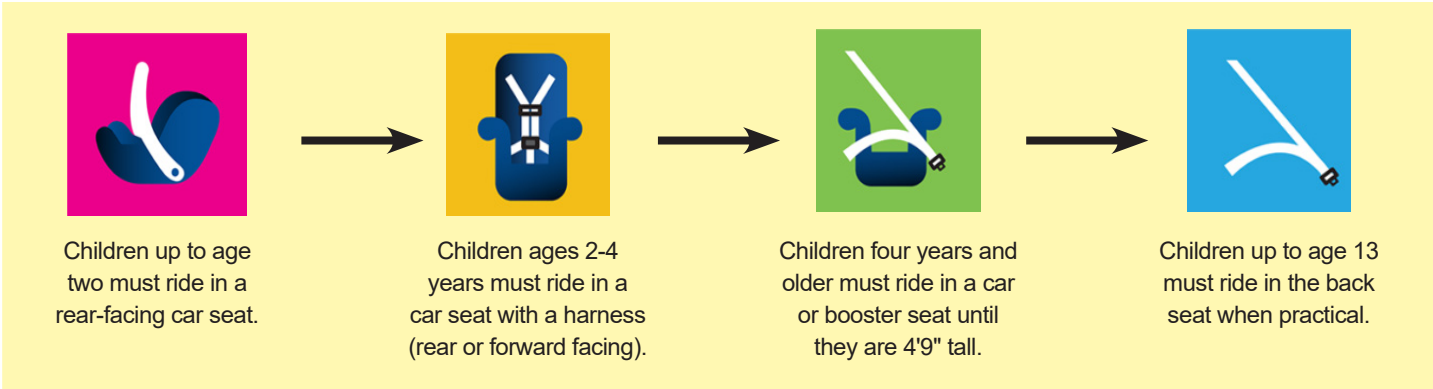 Children up to age
two must ride in a
rear-facing car seat.
Children ages 2-4
years must ride in a
car seat with a harness
(rear or forward facing).
Children four years and
older must ride in a car
or booster seat until
they are 4'9" tall.
Children up to age 13
must ride in the back
seat when practical.